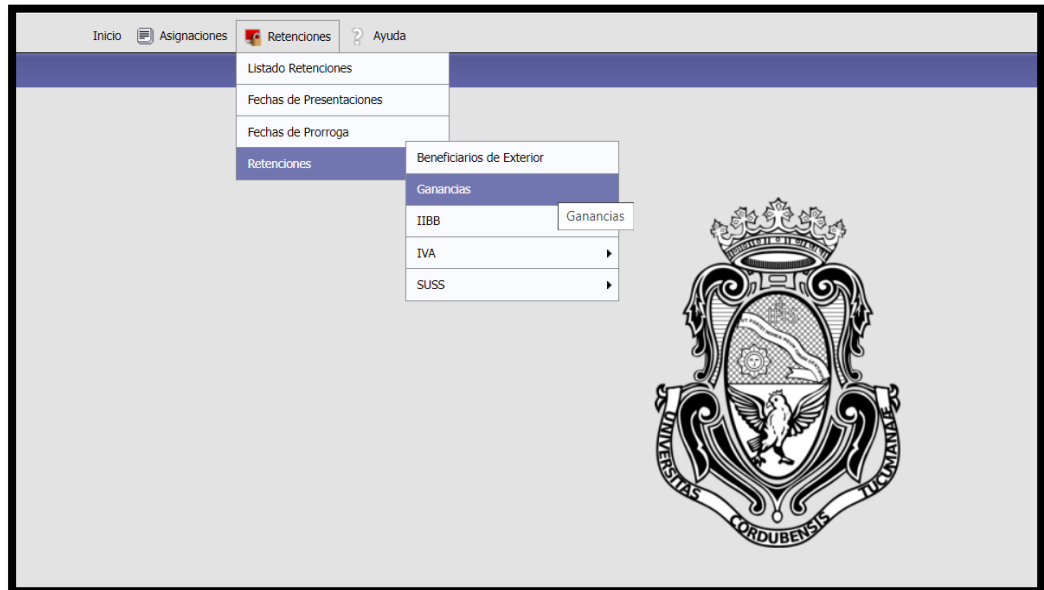 Inicio Asignaciones Retenciones Ayuda
Listado Retenciones
Fechas de Presentaciones
Fechas de Prorroga
Retenciones
Beneficiarios de Exterior
Ganancias
Ganancias
IIBB
IVA
SUSS
UNIVERSITAS
CORDUBENSIS
TUCUMANAE